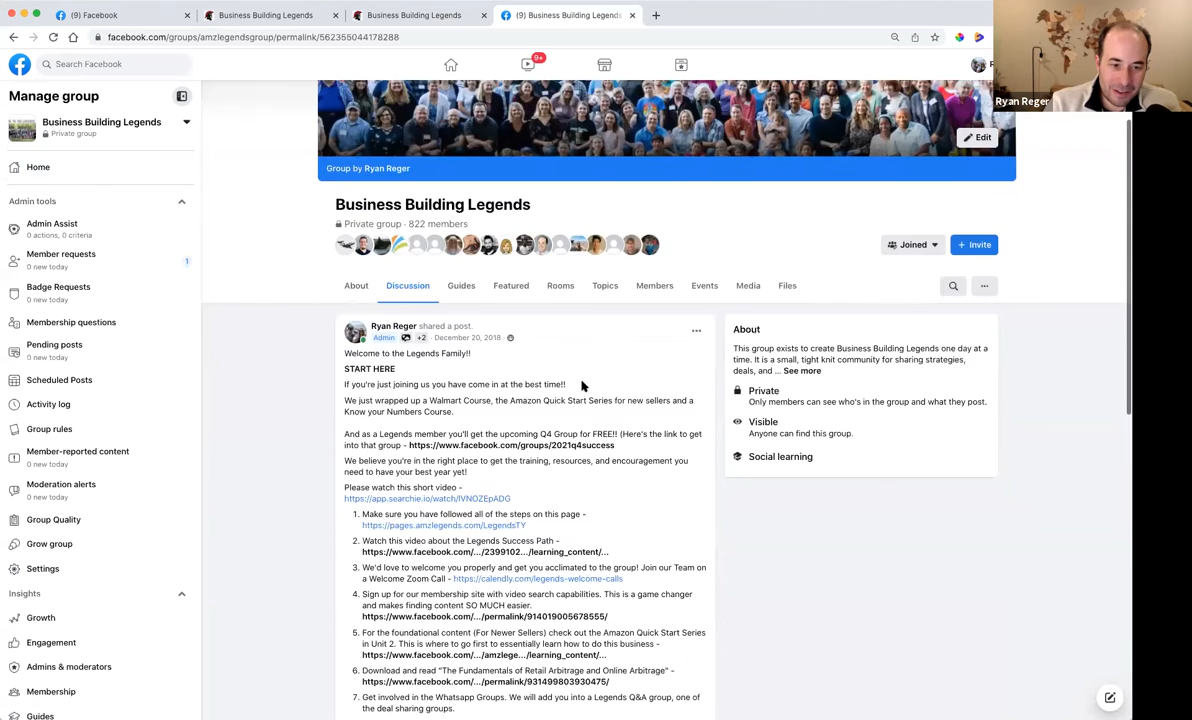 (9) Facebook
Business Building Legends
Business Building Legends
(9) Business Building Legends
facebook.com/groups/amzlegendsgroup/permalink/562355044178288
Search Facebook
9+
R
Ryan Reger
Manage group
Business Building Legends
Private group
Home
Admin tools
Admin Assist
0 actions, 0 criteria
Member requests
0 new today
1
Badge Requests
0 new today
Membership questions
Pending posts
0 new today
Scheduled Posts
Activity log
Group rules
Member-reported content
0 new today
Moderation alerts
0 new today
Group Quality
Grow group
Settings
Insights
Growth
Engagement
Admins & moderators
Membership
Guides
Edit
Group by Ryan Reger
Business Building Legends
Private group · 822 members
Joined
+ Invite
About
Discussion
Guides
Featured
Rooms
Topics
Members
Events
Media
Files
Ryan Reger shared a post.
Admin +2 December 20, 2018 ·
Welcome to the Legends Family!!
START HERE
If you're just joining us you have come in at the best time!!
We just wrapped up a Walmart Course, the Amazon Quick Start Series for new sellers and a
Know your Numbers Course.
And as a Legends member you'll get the upcoming Q4 Group for FREE!! (Here's the link to get
into that group - https://www.facebook.com/groups/2021q4success
We believe you're in the right place to get the training, resources, and encouragement you
need to have your best year yet!
Please watch this short video -
https://app.searchie.io/watch/lVNOZEpADG
1. Make sure you have followed all of the steps on this page -
https://pages.amzlegends.com/LegendsTY
2. Watch this video about the Legends Success Path -
https://www.facebook.com/.../2399102.../learning_content/...
3. We'd love to welcome you properly and get you acclimated to the group! Join our Team on
a Welcome Zoom Call - https://calendly.com/legends-welcome-calls
4. Sign up for our membership site with video search capabilities. This is a game changer
and makes finding content SO MUCH easier.
https://www.facebook.com/.../permalink/914019005678555/
5. For the foundational content (For Newer Sellers) check out the Amazon Quick Start Series
in Unit 2. This is where to go first to essentially learn how to do this business -
https://www.facebook.com/.../amzlege.../learning_content/...
6. Download and read "The Fundamentals of Retail Arbitrage and Online Arbitrage" -
https://www.facebook.com/.../permalink/931499803930475/
7. Get involved in the Whatsapp Groups. We will add you into a Legends Q&A group, one of
the deal sharing groups.
About
This group exists to create Business Building Legends one day at a
time. It is a small, tight knit community for sharing strategies,
deals, and ... See more
Private
Only members can see who's in the group and what they post.
Visible
Anyone can find this group.
Social learning